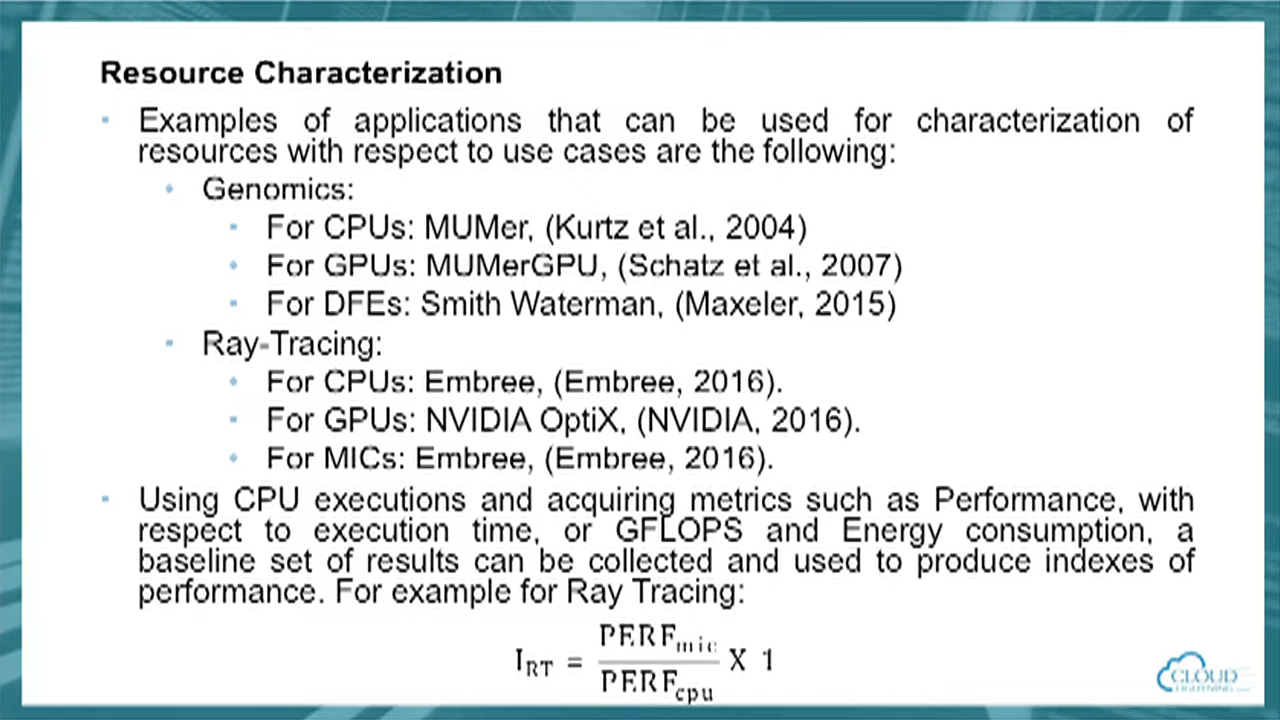 Resource Characterization
Examples of applications that can be used for characterization of
resources with respect to use cases are the following:
Genomics:
For CPUs: MUMer, (Kurtz et al., 2004)
For GPUs: MUMerGPU, (Schatz et al., 2007)
For DFEs: Smith Waterman, (Maxeler, 2015)
Ray-Tracing:
For CPUs: Embree, (Embree, 2016).
For GPUs: NVIDIA OptiX, (NVIDIA, 2016).
For MICs: Embree, (Embree, 2016).
Using CPU executions and acquiring metrics such as Performance, with
respect to execution time, or GFLOPS and Energy consumption, a
baseline set of results can be collected and used to produce indexes of
performance. For example for Ray Tracing:
I_RT = PERF_mic / PERF_cpu X 1
CLOUD